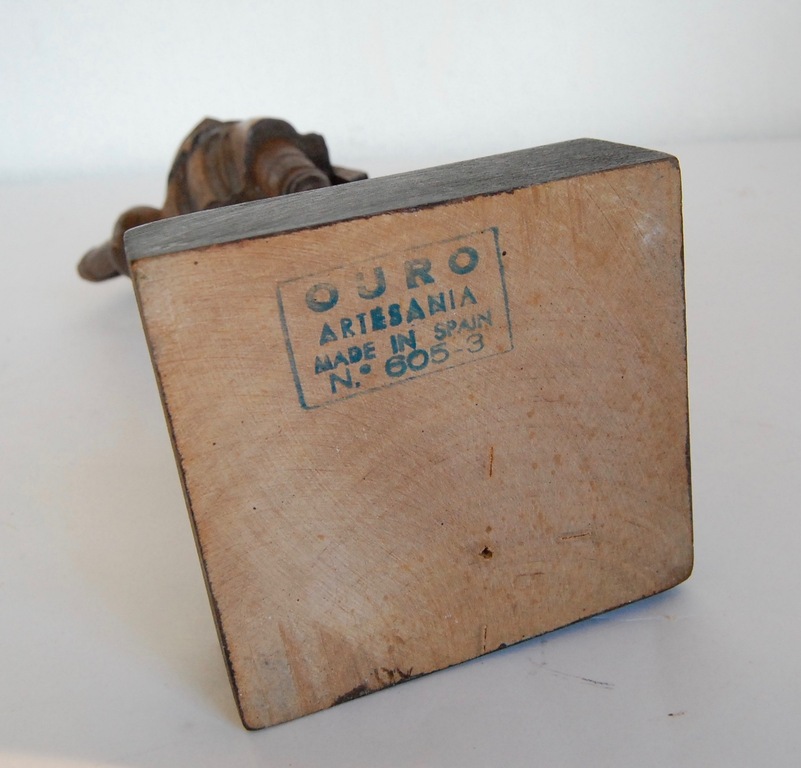 OURO
ARTESANIA
MADE IN SPAIN
N.º 605-3